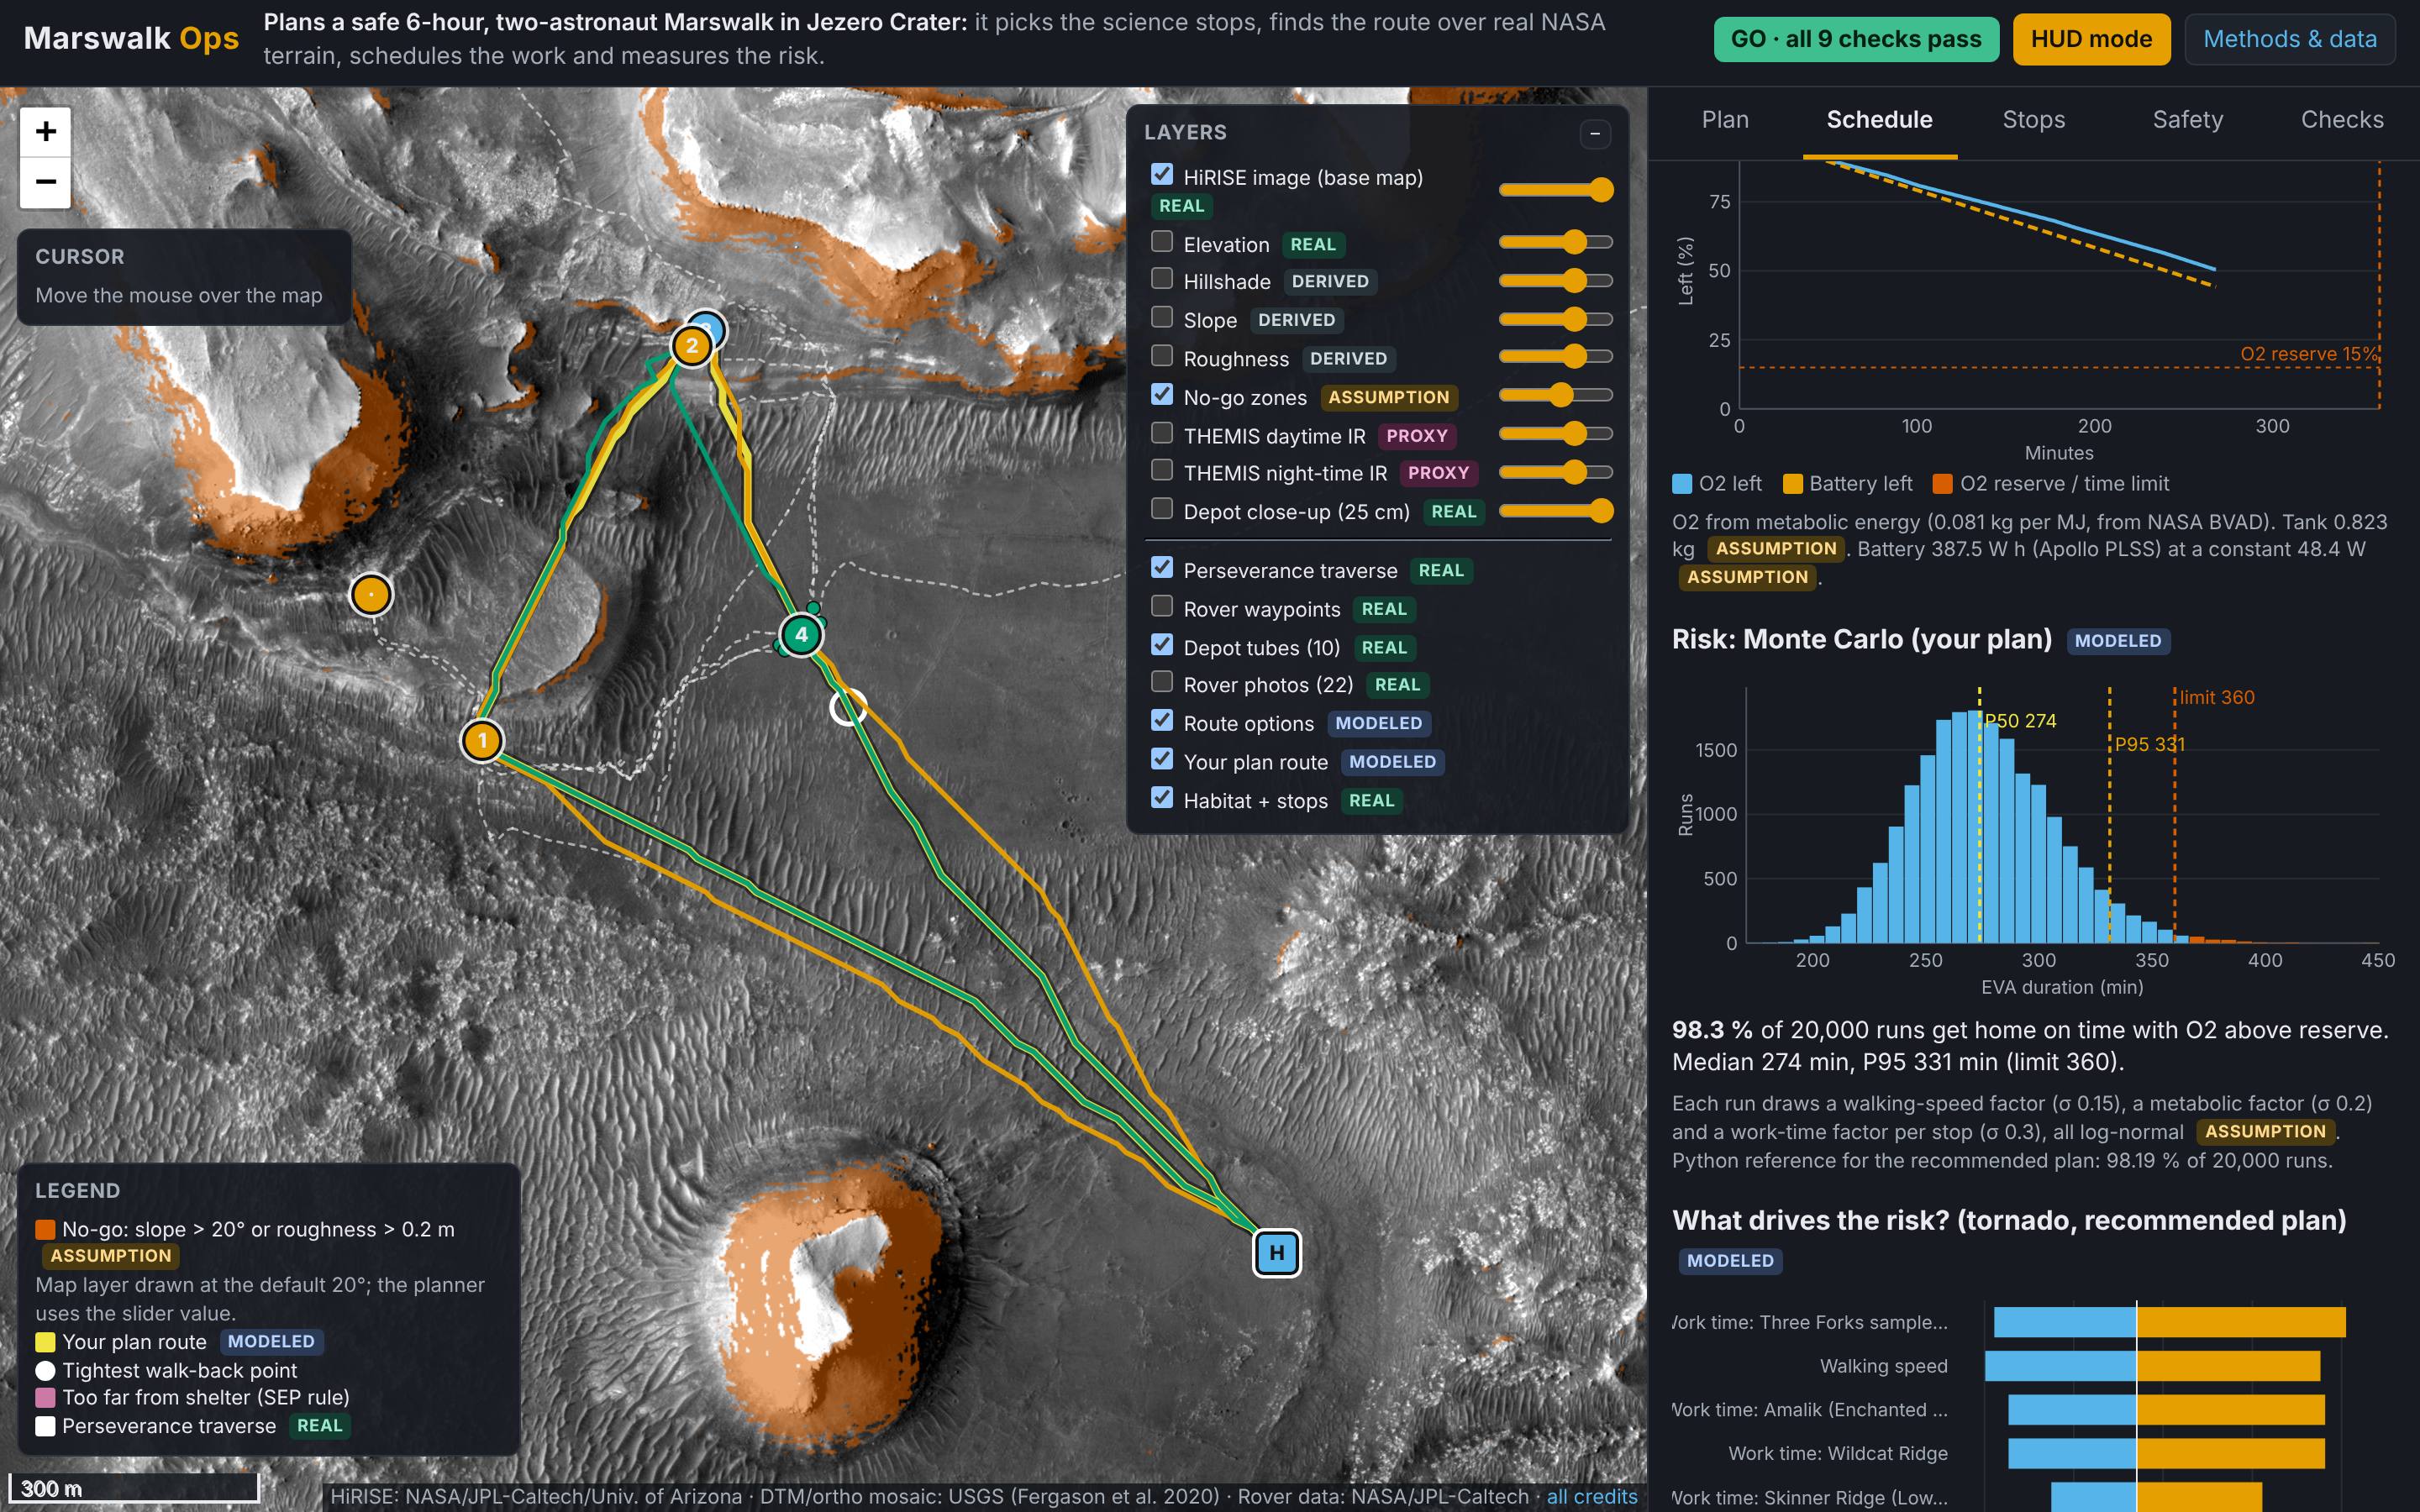 Marswalk Ops
Plans a safe 6-hour, two-astronaut Marswalk in Jezero Crater: it picks the science stops, finds the route over real NASA
terrain, schedules the work and measures the risk.
GO · all 9 checks pass
HUD mode
Methods & data
+
−
CURSOR
Move the mouse over the map
2
4
1
H
LAYERS
−
HiRISE image (base map)
REAL
Elevation REAL
Hillshade DERIVED
Slope DERIVED
Roughness DERIVED
No-go zones ASSUMPTION
THEMIS daytime IR PROXY
THEMIS night-time IR PROXY
Depot close-up (25 cm) REAL
Perseverance traverse REAL
Rover waypoints REAL
Depot tubes (10) REAL
Rover photos (22) REAL
Route options MODELED
Your plan route MODELED
Habitat + stops REAL
LEGEND
No-go: slope > 20° or roughness > 0.2 m
ASSUMPTION
Map layer drawn at the default 20°; the planner
uses the slider value.
Your plan route MODELED
Tightest walk-back point
Too far from shelter (SEP rule)
Perseverance traverse REAL
300 m
HiRISE: NASA/JPL-Caltech/Univ. of Arizona · DTM/ortho mosaic: USGS (Fergason et al. 2020) · Rover data: NASA/JPL-Caltech · all credits
Plan Schedule Stops Safety Checks
75
50
25
0
Left (%)
O2 reserve 15%
0 100 200 300
Minutes
O2 left Battery left O2 reserve / time limit
O2 from metabolic energy (0.081 kg per MJ, from NASA BVAD). Tank 0.823
kg ASSUMPTION . Battery 387.5 W h (Apollo PLSS) at a constant 48.4 W
ASSUMPTION .
Risk: Monte Carlo (your plan) MODELED
limit 360
P50 274
P95 331
1500
1000
500
0
Runs
200 250 300 350 400 450
EVA duration (min)
98.3 % of 20,000 runs get home on time with O2 above reserve.
Median 274 min, P95 331 min (limit 360).
Each run draws a walking-speed factor (σ 0.15), a metabolic factor (σ 0.2)
and a work-time factor per stop (σ 0.3), all log-normal ASSUMPTION .
Python reference for the recommended plan: 98.19 % of 20,000 runs.
What drives the risk? (tornado, recommended plan)
MODELED
Work time: Three Forks sample...
Walking speed
Work time: Amalik (Enchanted ...
Work time: Wildcat Ridge
Work time: Skinner Ridge (Low...